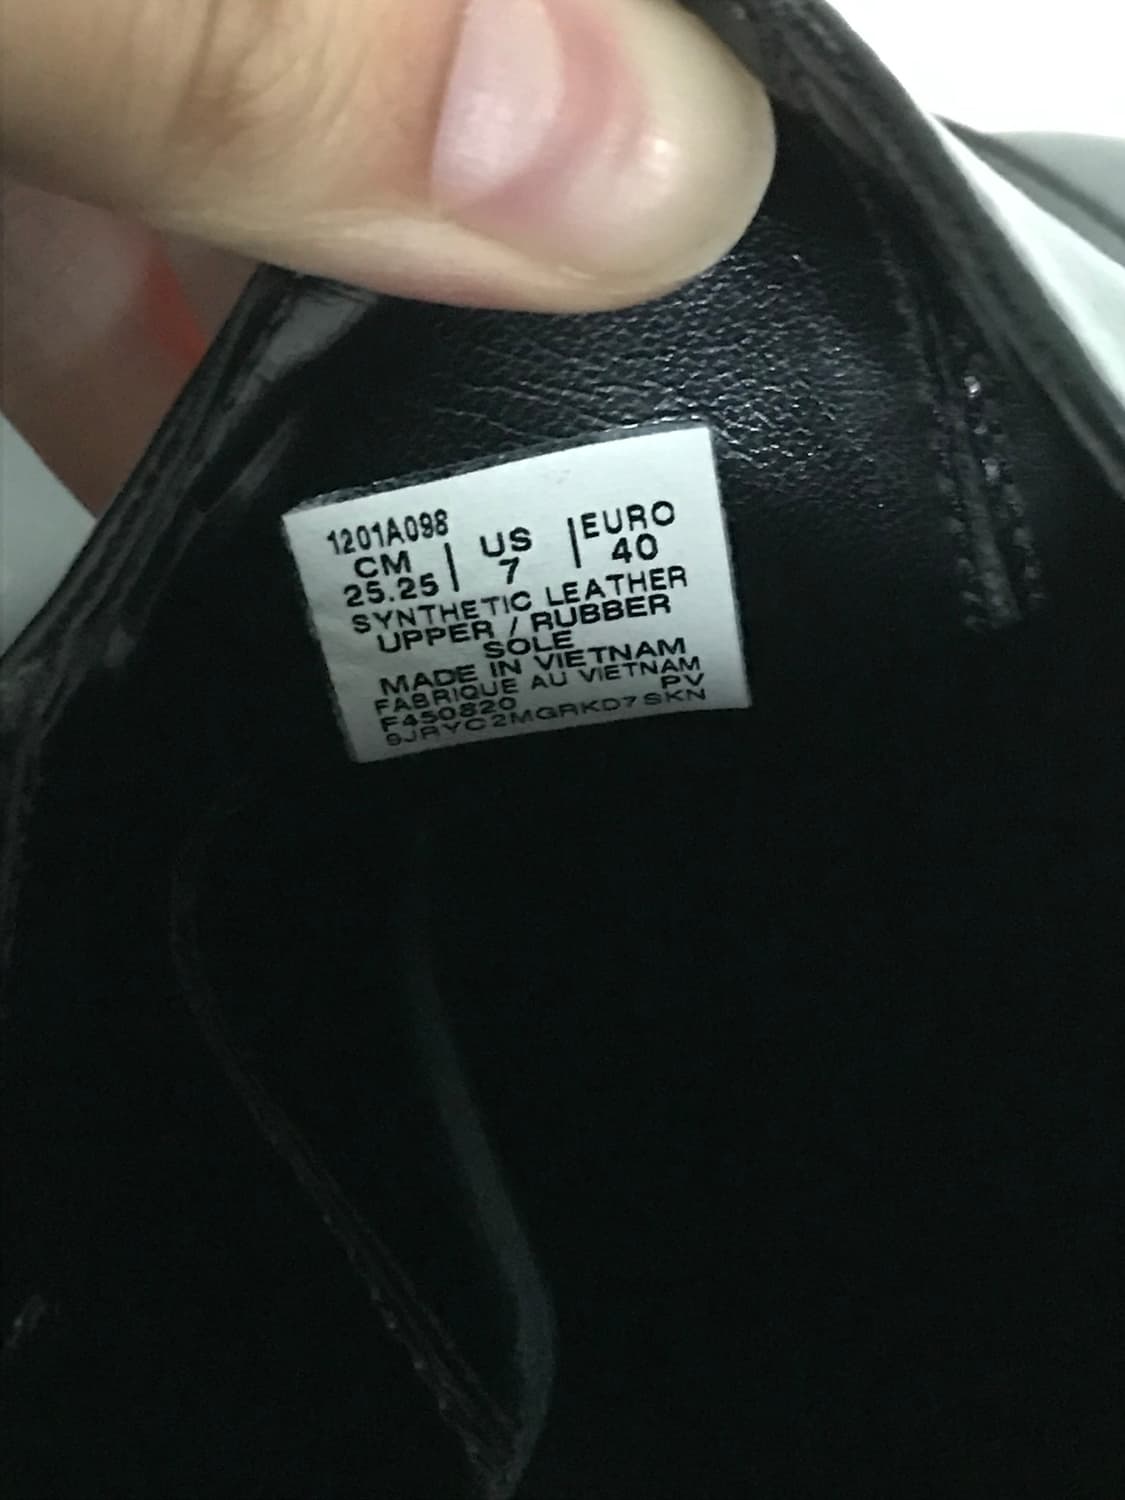 1201A098
CM | US | EURO
25.25 | 7 | 40
SYNTHETIC LEATHER
UPPER / RUBBER
SOLE
MADE IN VIETNAM
FABRIQUE AU VIETNAM
F450820 PV
9JRYC2MGRKD7SKN